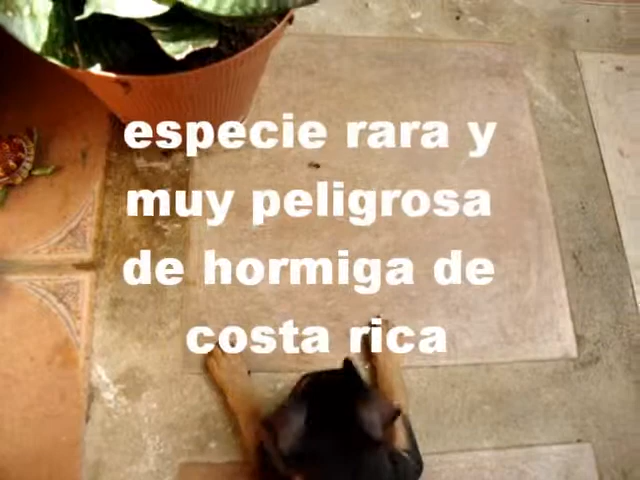 especie rara y
muy peligrosa
de hormiga de
costa rica